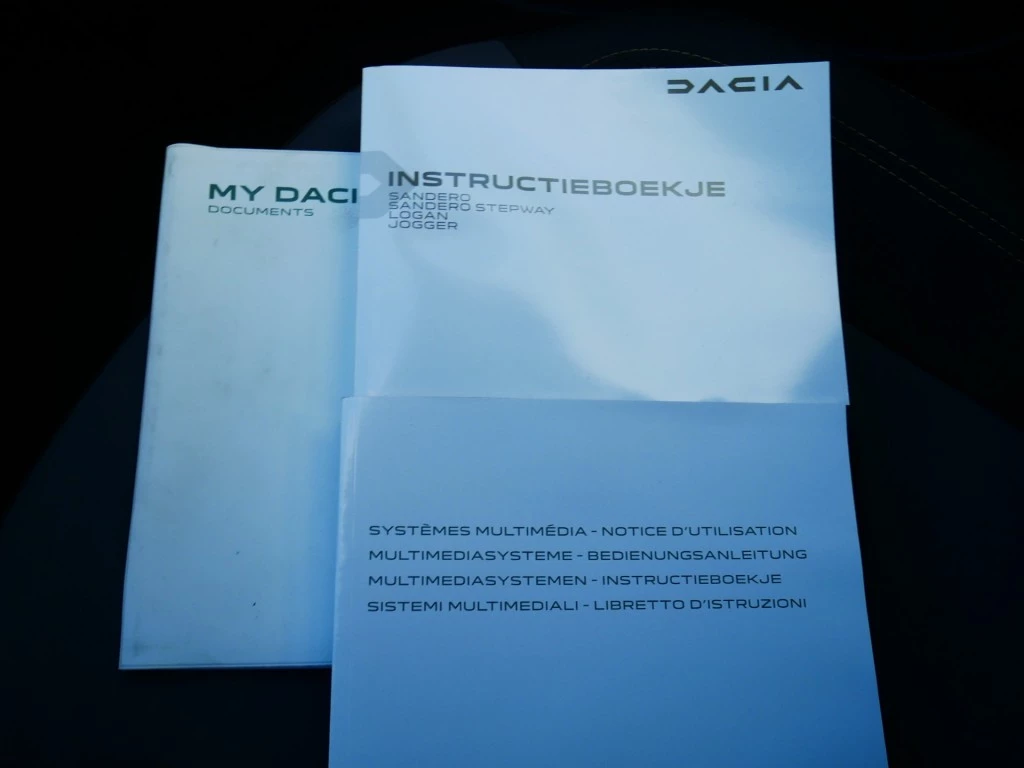 DACIA
MY DACI
DOCUMENTS
INSTRUCTIEBOEKJE
SANDERO
SANDERO STEPWAY
LOGAN
JOGGER
SYSTÈMES MULTIMÉDIA - NOTICE D'UTILISATION
MULTIMEDIASYSTEME - BEDIENUNGSANLEITUNG
MULTIMEDIASYSTEMEN - INSTRUCTIEBOEKJE
SISTEMI MULTIMEDIALI - LIBRETTO D'ISTRUZIONI